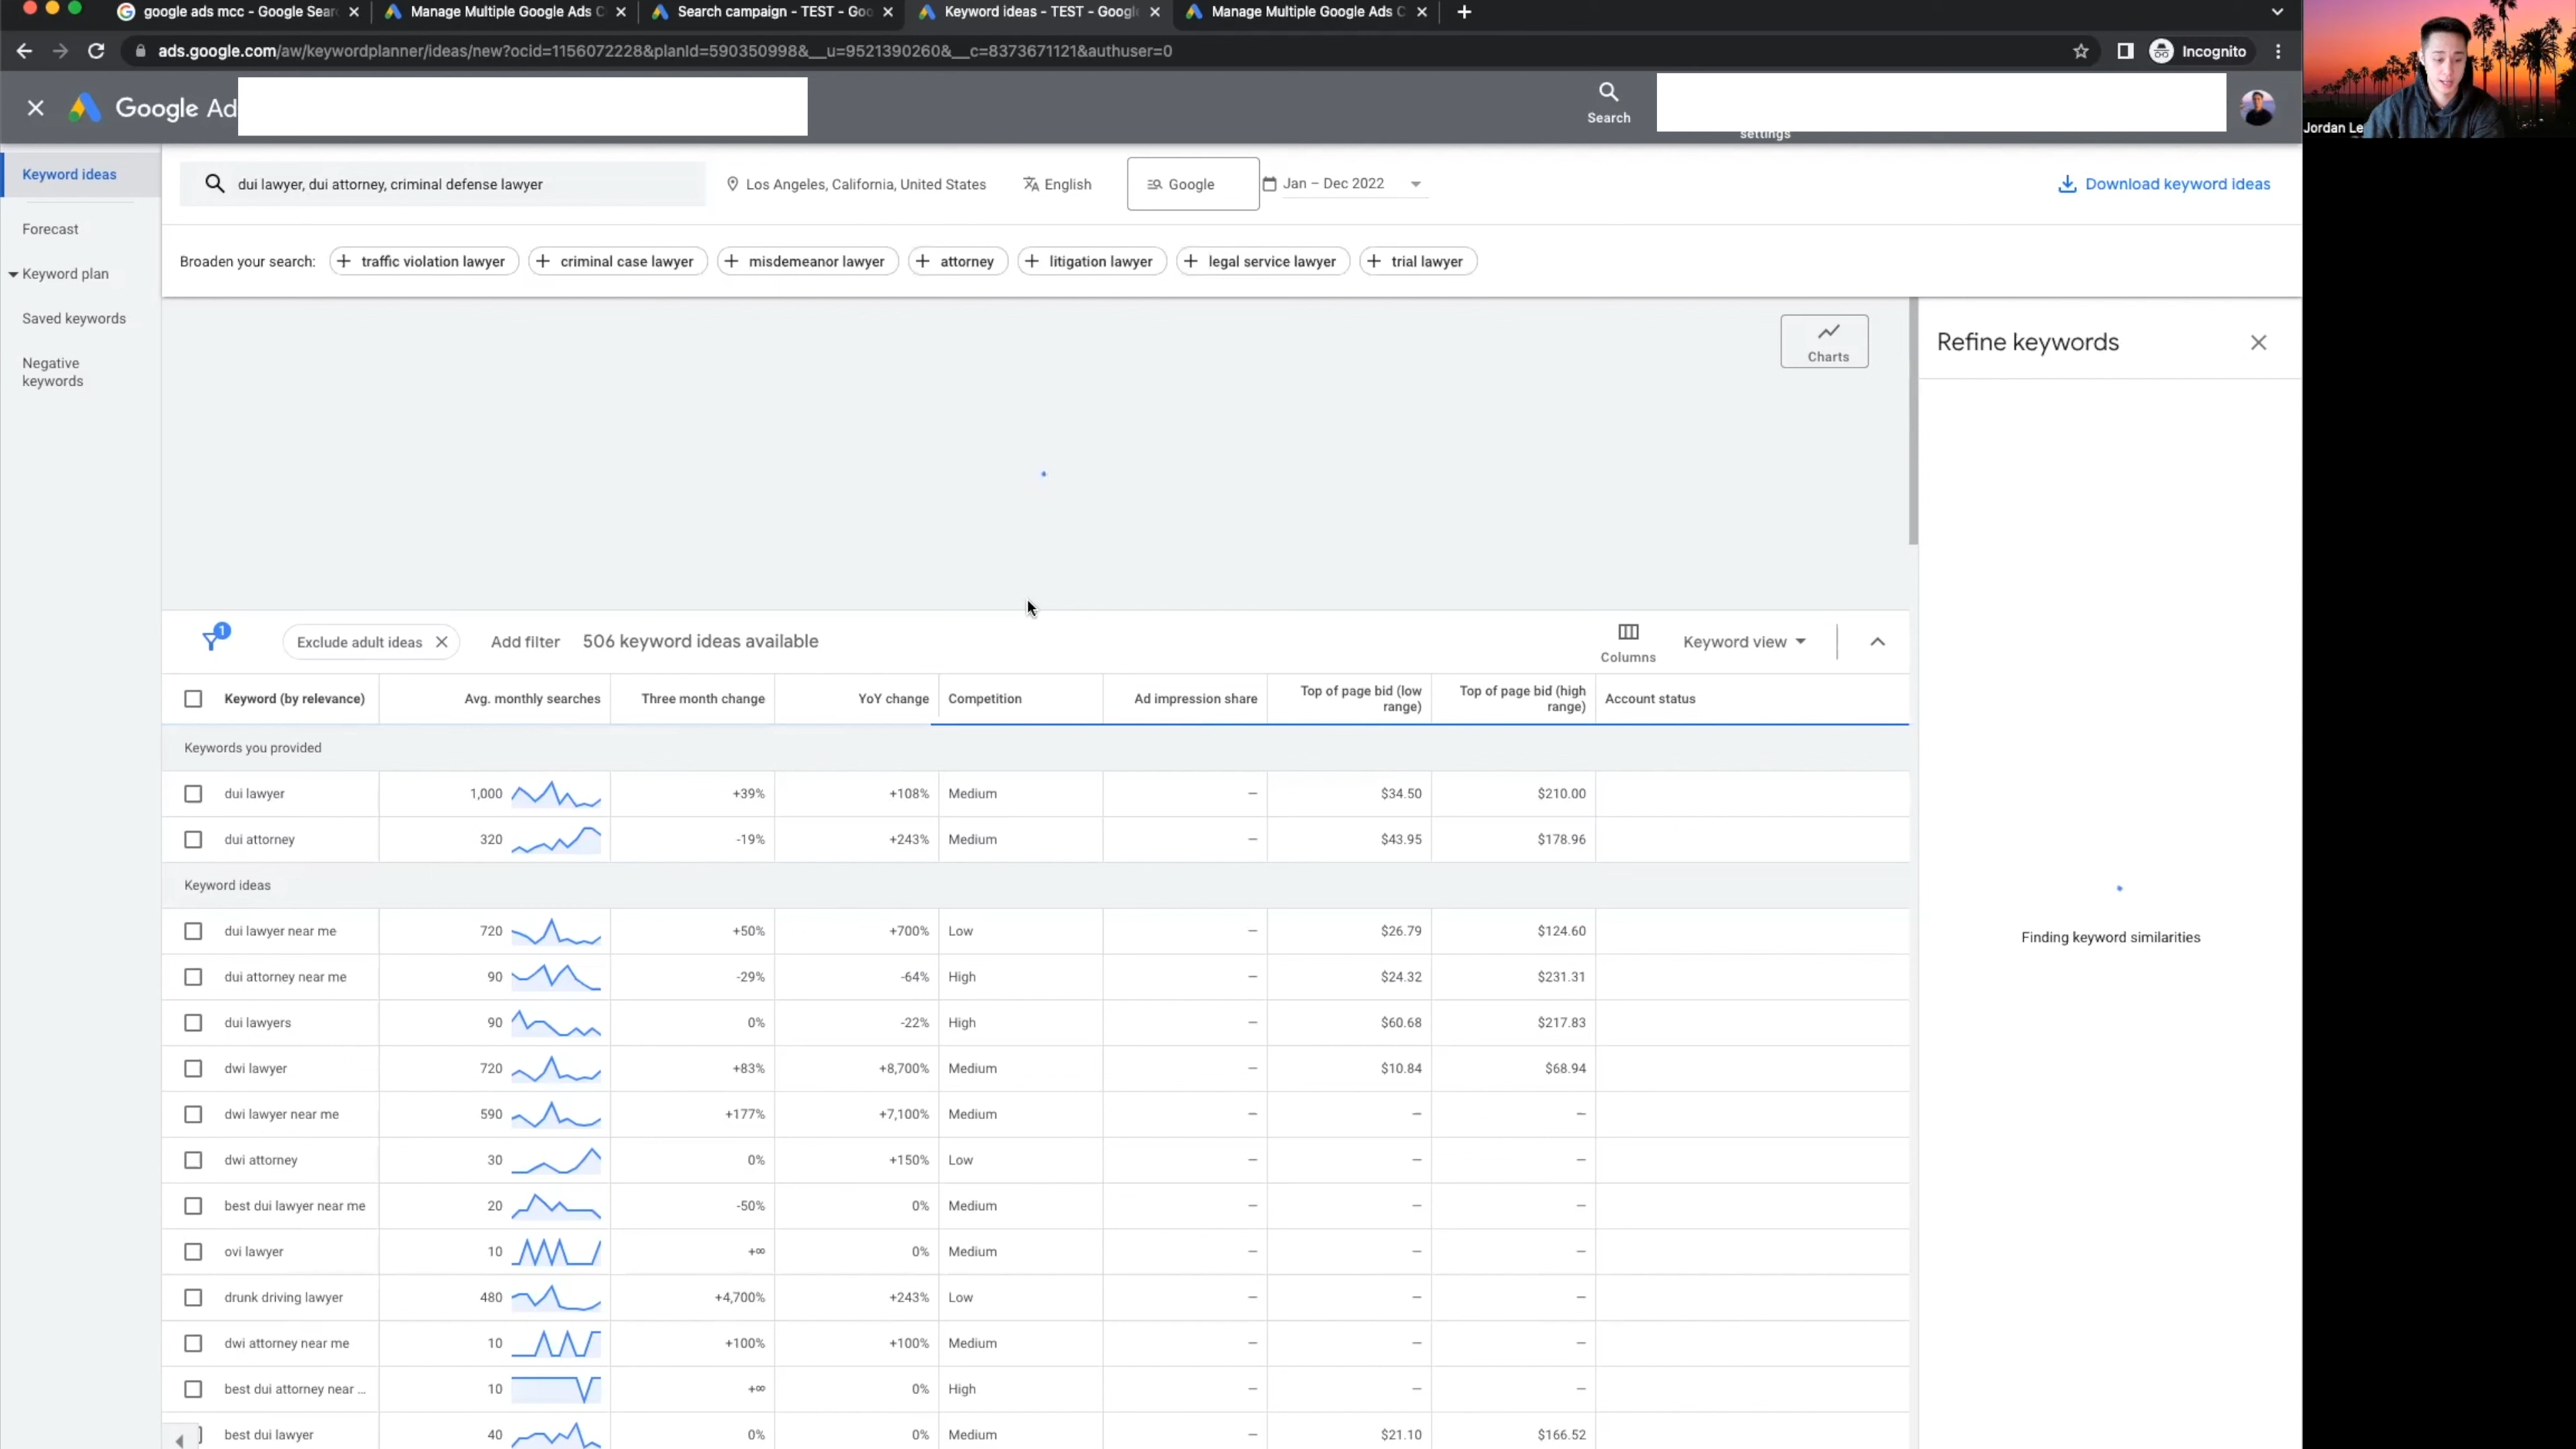 google ads mcc - Google Sear
Manage Multiple Google Ads C
Search campaign - TEST - Goo
Keyword ideas - TEST - Googl
Manage Multiple Google Ads C
ads.google.com/aw/keywordplanner/ideas/new?ocid=1156072228&planId=590350998&__u=9521390260&__c=8373671121&authuser=0
Incognito
Google Ad
Search
settings
Jordan Le
Keyword ideas
Forecast
Keyword plan
Saved keywords
Negative
keywords
dui lawyer, dui attorney, criminal defense lawyer
Los Angeles, California, United States
English
Google
Jan – Dec 2022
Download keyword ideas
Broaden your search:
traffic violation lawyer
criminal case lawyer
misdemeanor lawyer
attorney
litigation lawyer
legal service lawyer
trial lawyer
Charts
Refine keywords
Finding keyword similarities
1
Exclude adult ideas
Add filter
506 keyword ideas available
Columns
Keyword view
Keyword (by relevance) Avg. monthly searches Three month change YoY change Competition Ad impression share Top of page bid (low range) Top of page bid (high range) Account status
Keywords you provided
dui lawyer 1,000 +39% +108% Medium – $34.50 $210.00
dui attorney 320 -19% +243% Medium – $43.95 $178.96
Keyword ideas
dui lawyer near me 720 +50% +700% Low – $26.79 $124.60
dui attorney near me 90 -29% -64% High – $24.32 $231.31
dui lawyers 90 0% -22% High – $60.68 $217.83
dwi lawyer 720 +83% +8,700% Medium – $10.84 $68.94
dwi lawyer near me 590 +177% +7,100% Medium – – –
dwi attorney 30 0% +150% Low – – –
best dui lawyer near me 20 -50% 0% Medium – – –
ovi lawyer 10 +∞ 0% Medium – – –
drunk driving lawyer 480 +4,700% +243% Low – – –
dwi attorney near me 10 +100% +100% Medium – – –
best dui attorney near ... 10 +∞ 0% High – – –
best dui lawyer 40 0% 0% Medium – $21.10 $166.52